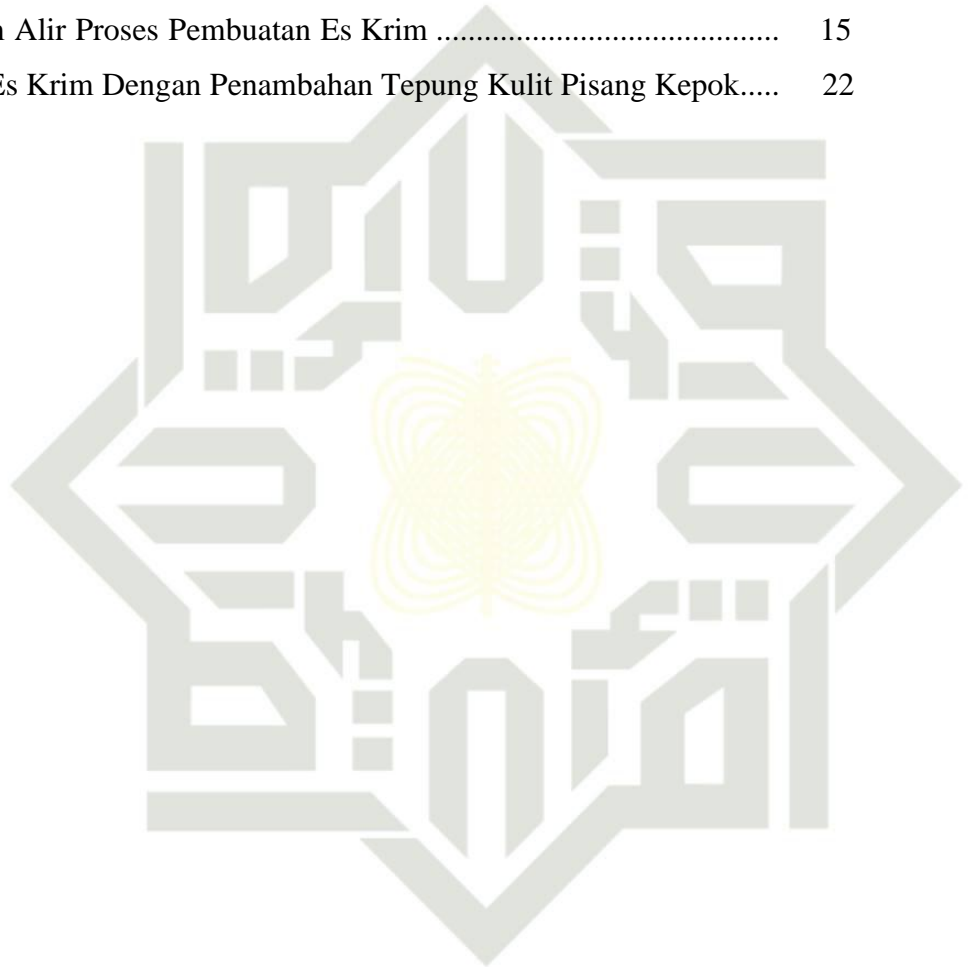 Alir Proses Pembuatan Es Krim ....................................... 15
Es Krim Dengan Penambahan Tepung Kulit Pisang Kepok..... 22